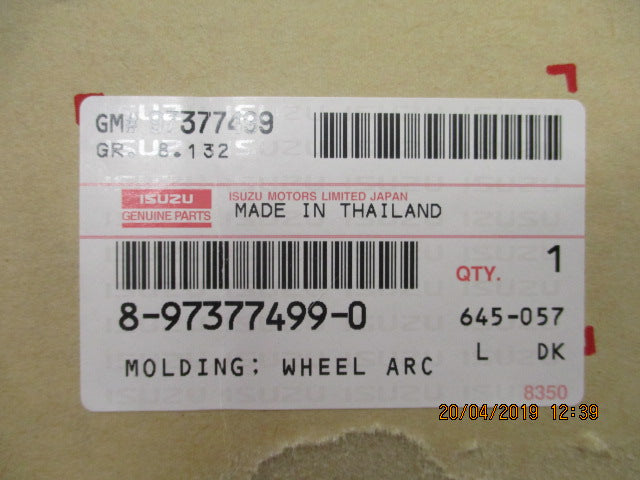 GM# 97377499
GR. 8.132
ISUZU
GENUINE PARTS
ISUZU MOTORS LIMITED JAPAN
MADE IN THAILAND
QTY. 1
8-97377499-0
645-057
L DK
MOLDING; WHEEL ARC
8350
20/04/2019 12:39